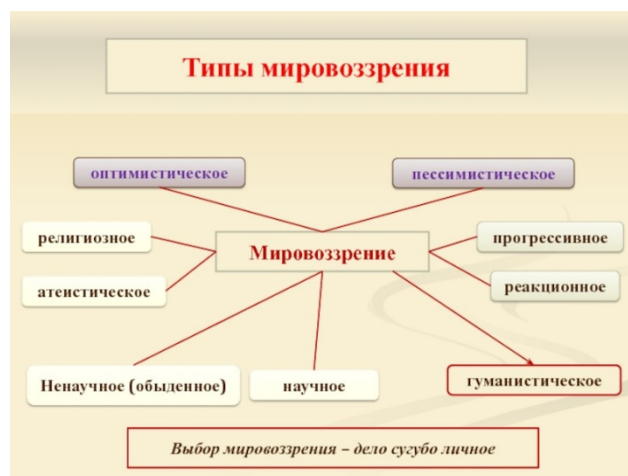 Типы мировоззрения
оптимистическое
пессимистическое
религиозное
Мировоззрение
прогрессивное
атеистическое
реакционное
Ненаучное (обыденное)
научное
гуманистическое
Выбор мировоззрения – дело сугубо личное